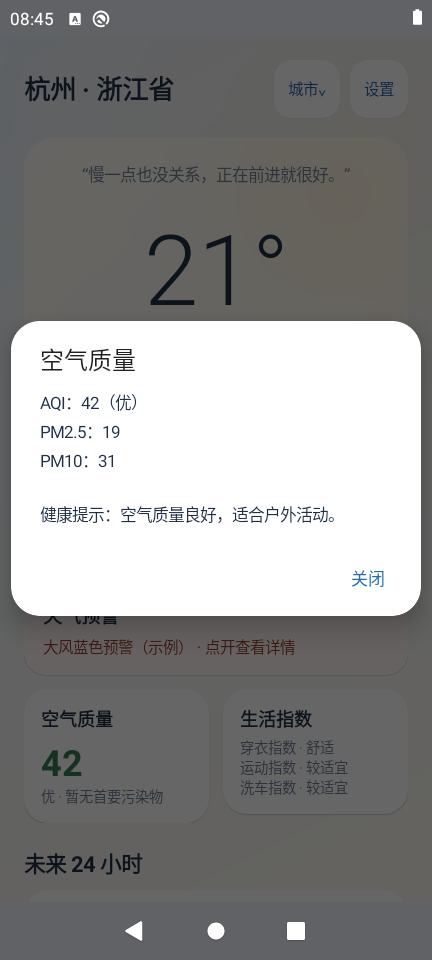 08:45
杭州 · 浙江省
城市
设置
“慢一点也没关系，正在前进就很好。”
21°
空气质量
AQI：42（优）
PM2.5：19
PM10：31
健康提示：空气质量良好，适合户外活动。
关闭
天气预警
大风蓝色预警（示例） · 点开查看详情
空气质量
42
优 · 暂无首要污染物
生活指数
穿衣指数 · 舒适
运动指数 · 较适宜
洗车指数 · 较适宜
未来 24 小时